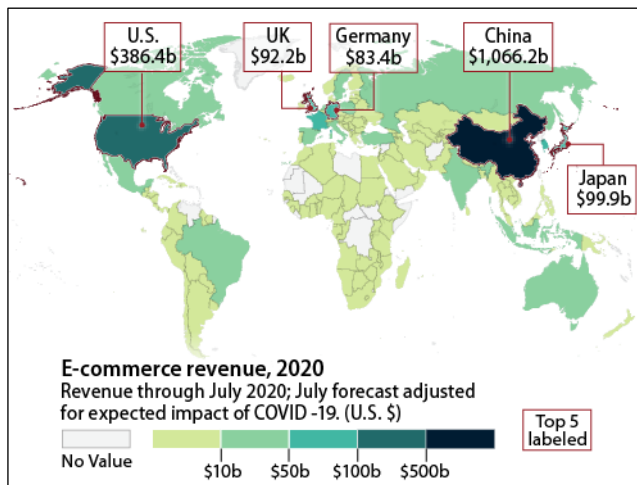 U.S.
$386.4b
UK
$92.2b
Germany
$83.4b
China
$1,066.2b
Japan
$99.9b
E-commerce revenue, 2020
Revenue through July 2020; July forecast adjusted
for expected impact of COVID -19. (U.S. $)
Top 5
labeled
No Value
$10b $50b $100b $500b